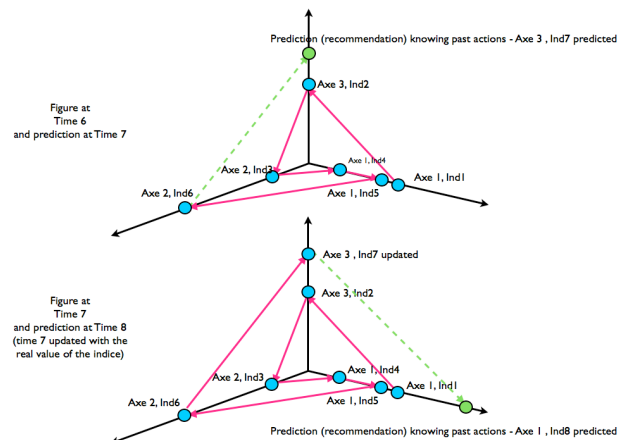 Prediction (recommendation) knowing past actions - Axe 3 , Ind7 predicted
Axe 3, Ind2
Figure at
Time 6
and prediction at Time 7
Axe 1, Ind4
Axe 2, Ind3
Axe 1, Ind1
Axe 2, Ind6
Axe 1, Ind5
Axe 3 , Ind7 updated
Axe 3, Ind2
Figure at
Time 7
and prediction at Time 8
(time 7 updated with the
real value of the indice)
Axe 1, Ind4
Axe 2, Ind3
Axe 1, Ind1
Axe 1, Ind5
Axe 2, Ind6
Prediction (recommendation) knowing past actions - Axe 1 , Ind8 predicted